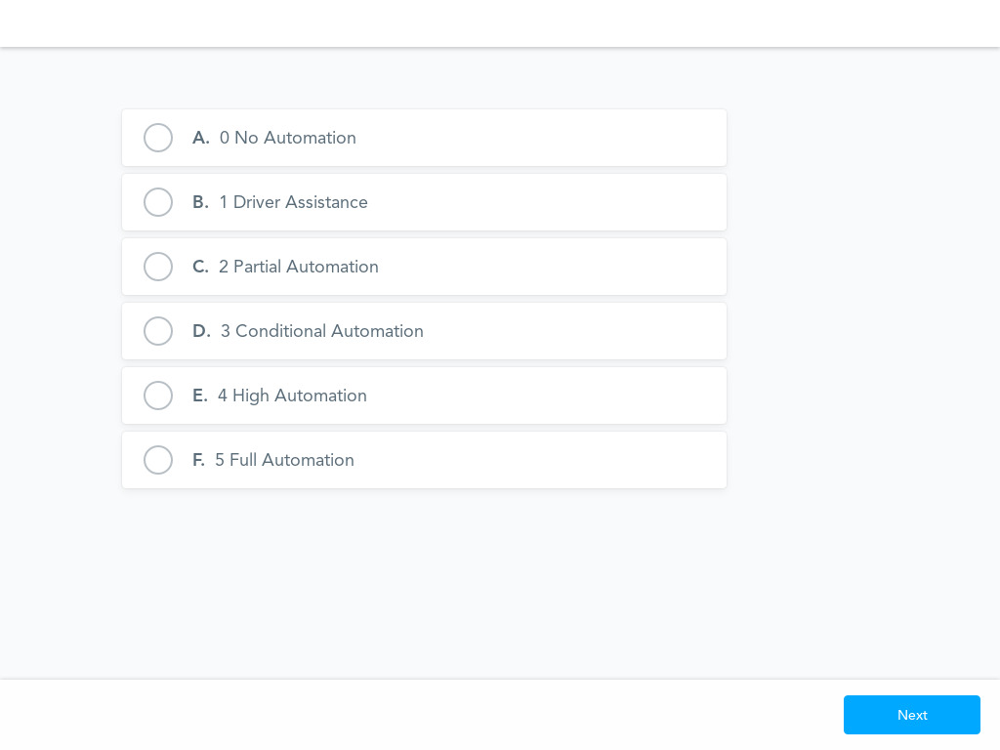 A. 0 No Automation
B. 1 Driver Assistance
C. 2 Partial Automation
D. 3 Conditional Automation
E. 4 High Automation
F. 5 Full Automation
Next